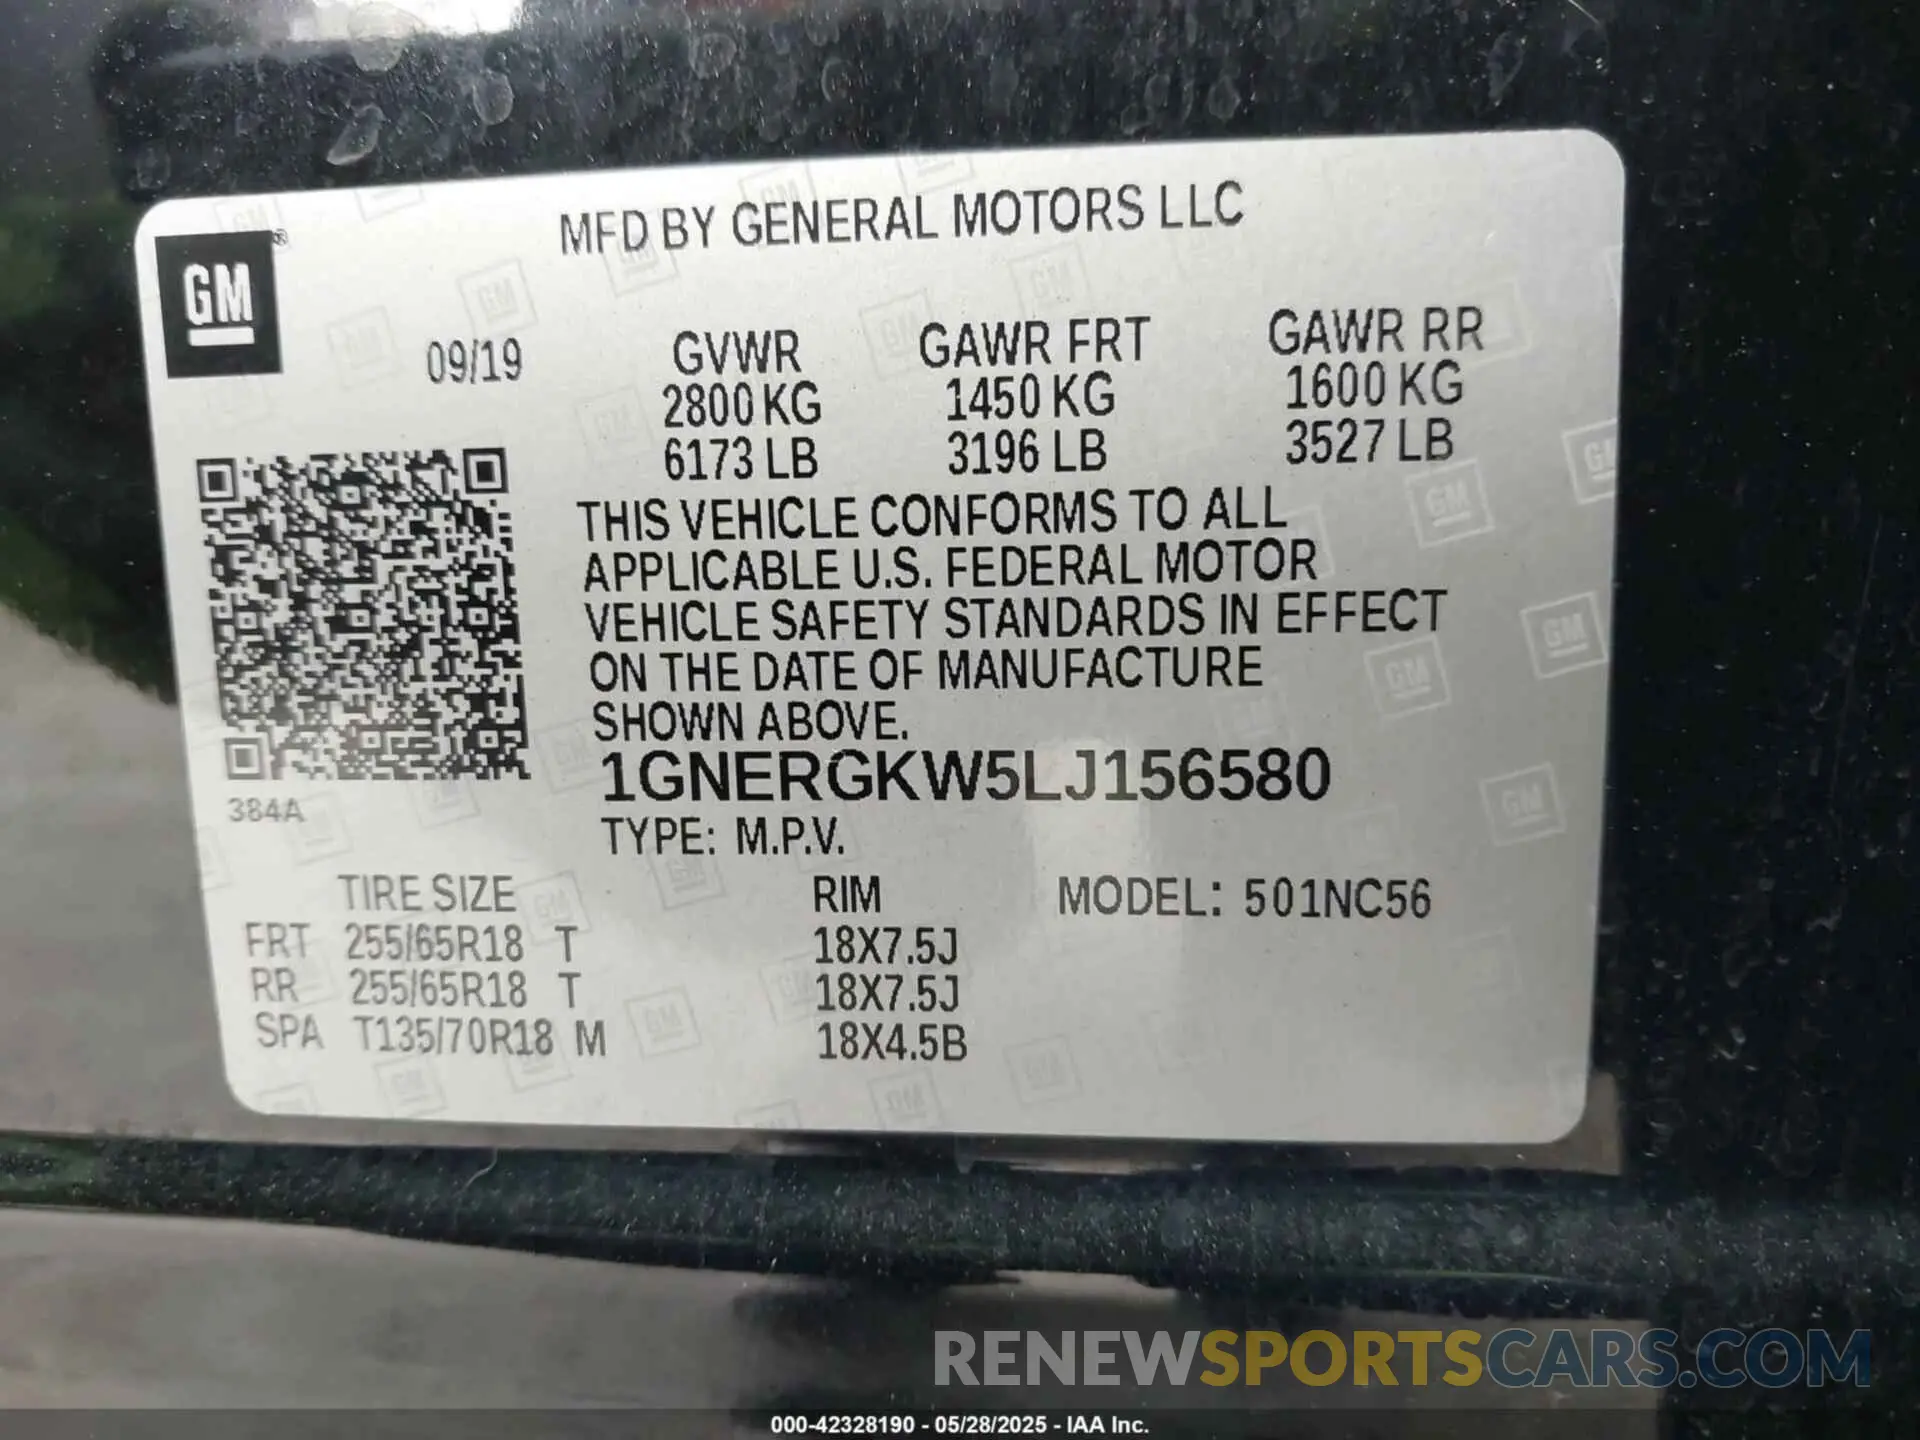 MFD BY GENERAL MOTORS LLC
GM®
09/19
GVWR GAWR FRT GAWR RR
2800 KG 1450 KG 1600 KG
6173 LB 3196 LB 3527 LB
THIS VEHICLE CONFORMS TO ALL
APPLICABLE U.S. FEDERAL MOTOR
VEHICLE SAFETY STANDARDS IN EFFECT
ON THE DATE OF MANUFACTURE
SHOWN ABOVE.
1GNERGKW5LJ156580
384A
TYPE: M.P.V.
TIRE SIZE RIM MODEL: 501NC56
FRT 255/65R18 T 18X7.5J
RR 255/65R18 T 18X7.5J
SPA T135/70R18 M 18X4.5B
RENEWSPORTSCARS.COM
000-42328190 - 05/28/2025 - IAA Inc.